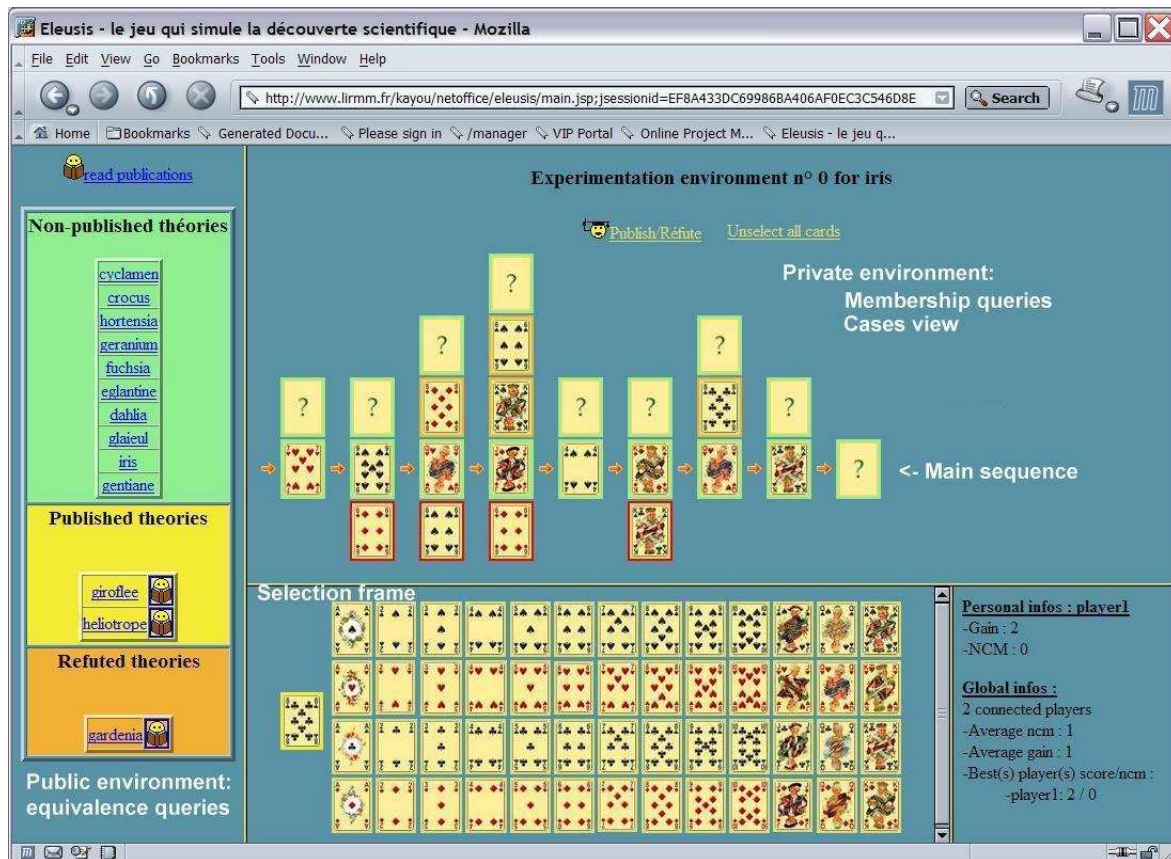 Eleusis - le jeu qui simule la découverte scientifique - Mozilla
File Edit View Go Bookmarks Tools Window Help
http://www.lirmm.fr/kayou/netoffice/eleusis/main.jsp;jsessionid=EF8A433DC69986BA406AF0EC3C546D8E
Search
Home Bookmarks Generated Docu... Please sign in /manager VIP Portal Online Project M... Eleusis - le jeu q...
read publications
Non-published théories
cyclamen
crocus
hortensia
geranium
fuchsia
eglantine
dahlia
glaieul
iris
gentiane
Published theories
giroflee
heliotrope
Refuted theories
gardenia
Public environment:
equivalence queries
Experimentation environment n° 0 for iris
Publish/Réfute Unselect all cards
Private environment:
Membership queries
Cases view
?
? ?
? ? ? ? ?
?
<- Main sequence
Selection frame
Personal infos : player1
-Gain : 2
-NCM : 0
Global infos :
2 connected players
-Average ncm : 1
-Average gain : 1
-Best(s) player(s) score/ncm :
-player1: 2 / 0